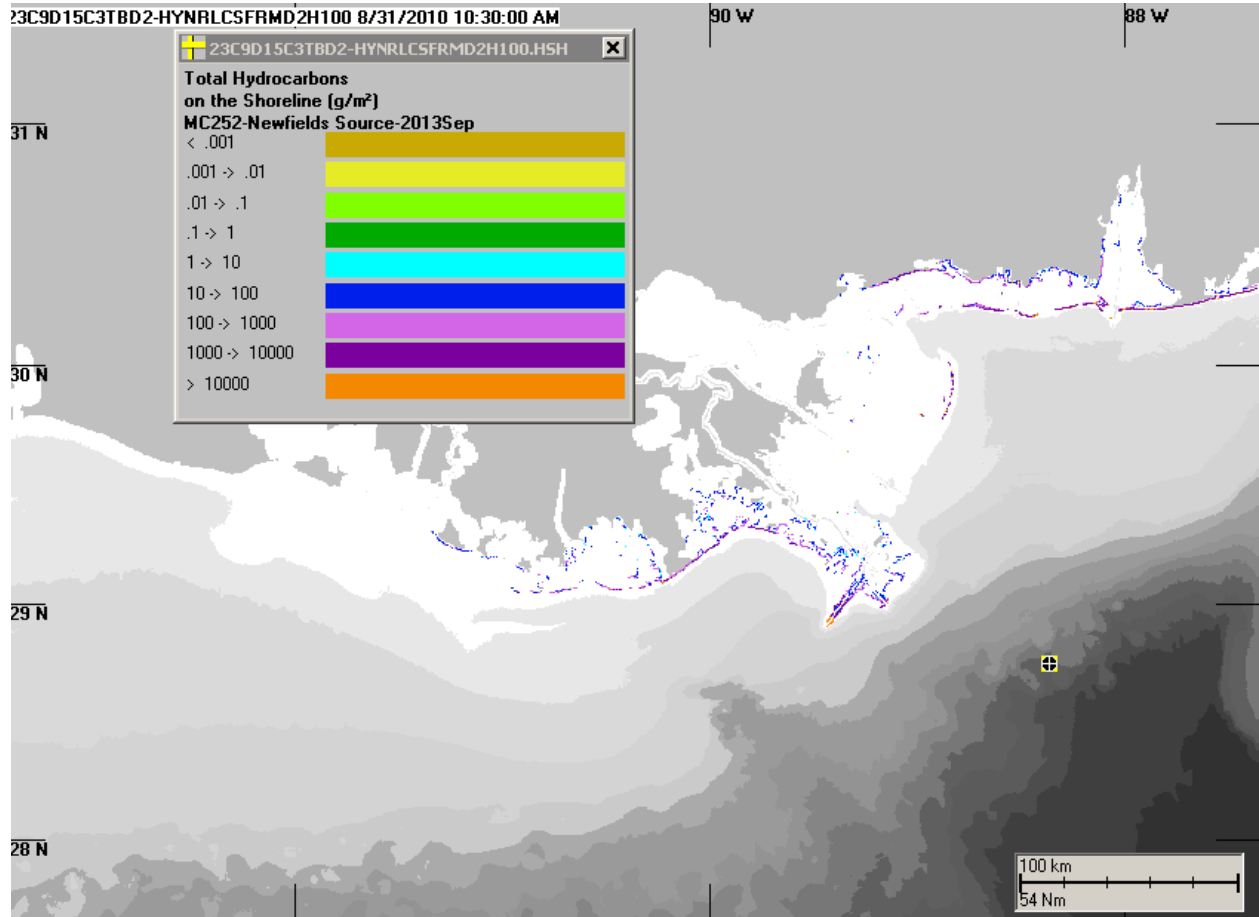 23C9D15C3TBD2-HYNRLCSFRMD2H100 8/31/2010 10:30:00 AM
90 W
88 W
23C9D15C3TBD2-HYNRLCSFRMD2H100.HSH
Total Hydrocarbons
on the Shoreline (g/m²)
MC252-Newfields Source-2013Sep
< .001
.001 -> .01
.01 -> .1
.1 -> 1
1 -> 10
10 -> 100
100 -> 1000
1000 -> 10000
> 10000
31 N
30 N
29 N
28 N
100 km
54 Nm